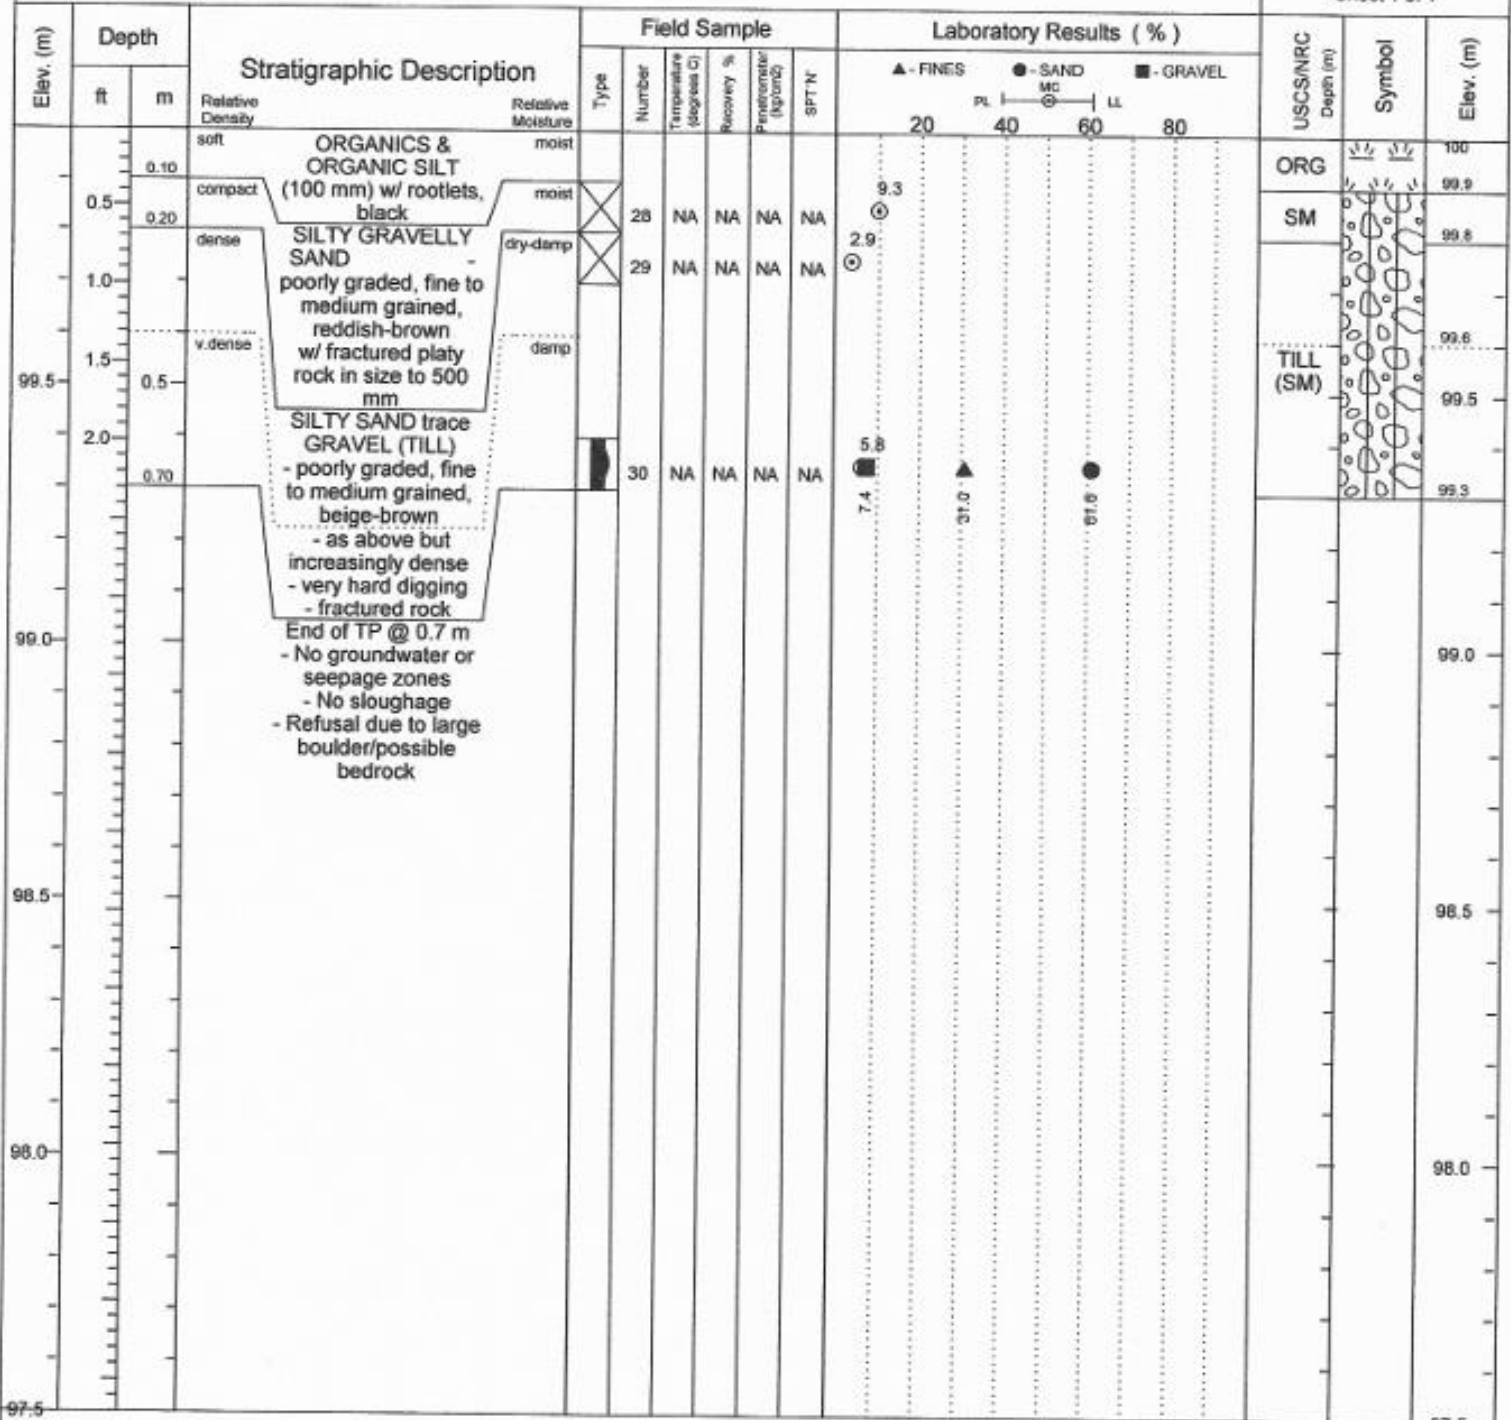 Elev. (m)
Depth
ft
m
Stratigraphic Description
Relative Density
Relative Moisture
Field Sample
Type
Number
Temperature (degrees C)
Recovery %
Penetrometer (kg/cm2)
SPT 'N'
Laboratory Results ( % )
▲ - FINES ● - SAND ■ - GRAVEL
MC
PL LL
20 40 60 80
USCS/NRC
Depth (m)
Symbol
Elev. (m)
soft
ORGANICS &
moist
ORGANIC SILT
0.10
compact
(100 mm) w/ rootlets,
moist
black
0.5
0.20
28 NA NA NA NA
9.3
dense
SILTY GRAVELLY
dry-damp
SAND -
29 NA NA NA NA
2.9
1.0
poorly graded, fine to
medium grained,
reddish-brown
v.dense
w/ fractured platy
damp
1.5
rock in size to 500
mm
99.5
0.5
SILTY SAND trace
2.0
GRAVEL (TILL)
- poorly graded, fine
0.70
to medium grained,
beige-brown
30 NA NA NA NA
5.8
7.4
31.0
61.6
- as above but
increasingly dense
- very hard digging
- fractured rock
99.0
End of TP @ 0.7 m
- No groundwater or
seepage zones
- No sloughage
- Refusal due to large
boulder/possible
bedrock
98.5
98.0
97.5
ORG
SM
TILL
(SM)
100
99.9
99.8
99.6
99.5
99.3
99.0
98.5
98.0